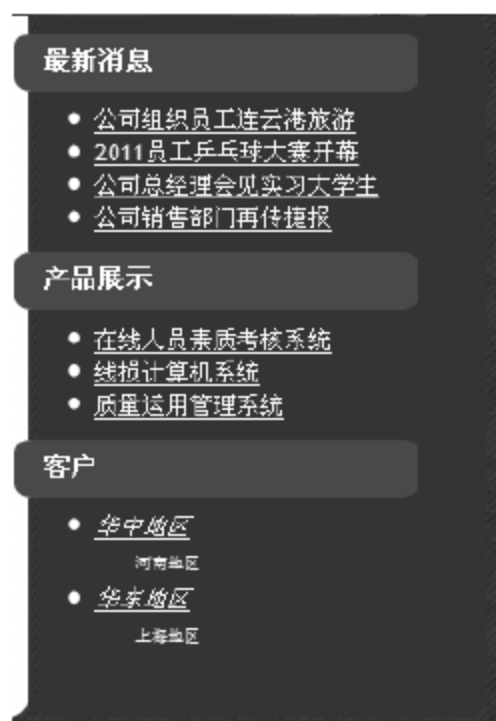 最新消息
公司组织员工连云港旅游
2011员工乒乓球大赛开幕
公司总经理会见实习大学生
公司销售部门再传捷报
产品展示
在线人员素质考核系统
线损计算机系统
质量运用管理系统
客户
华中地区
河南地区
华东地区
上海地区